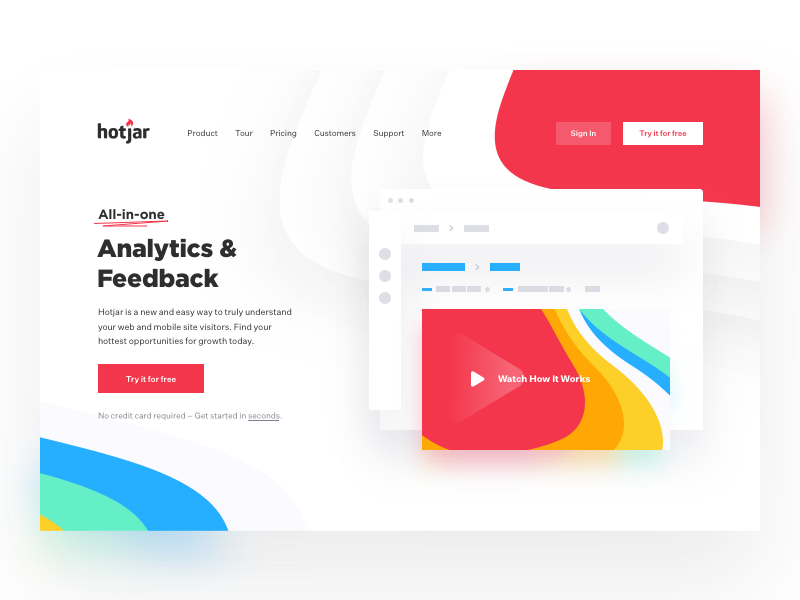 hotjar
Product Tour Pricing Customers Support More
Sign In
Try it for free
All-in-one
Analytics &
Feedback
Hotjar is a new and easy way to truly understand
your web and mobile site visitors. Find your
hottest opportunities for growth today.
Try it for free
No credit card required – Get started in seconds.
Watch How It Works